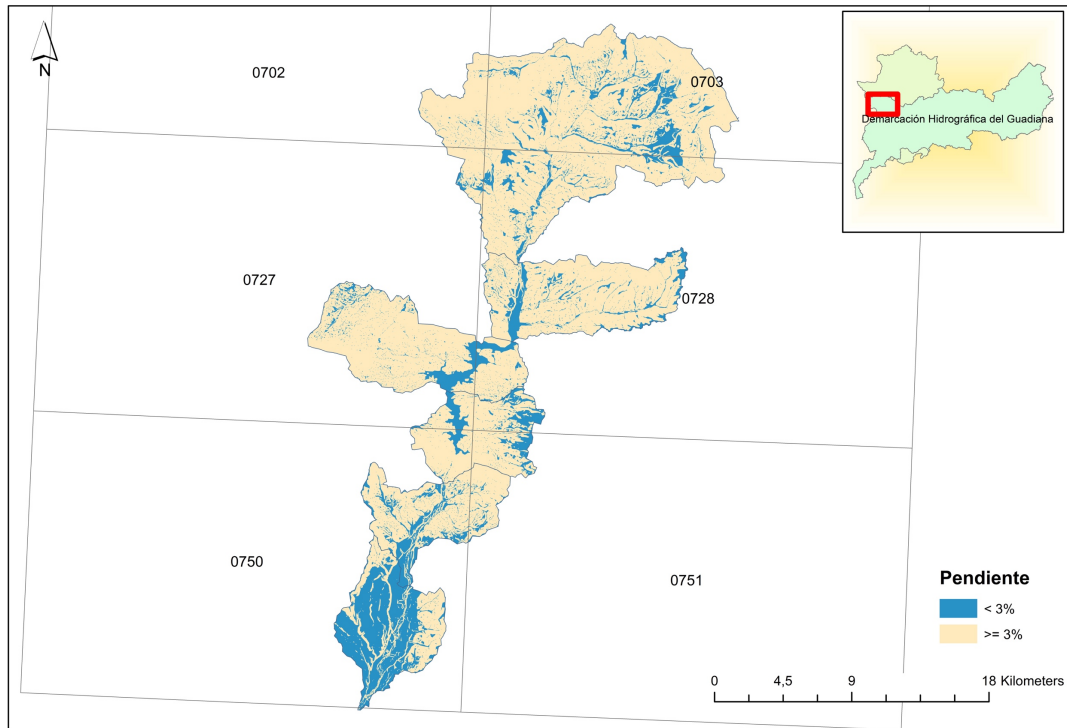 N
0702
0703
Demarcación Hidrográfica del Guadiana
0727
0728
0750
0751
Pendiente
< 3%
>= 3%
0 4,5 9 18 Kilometers